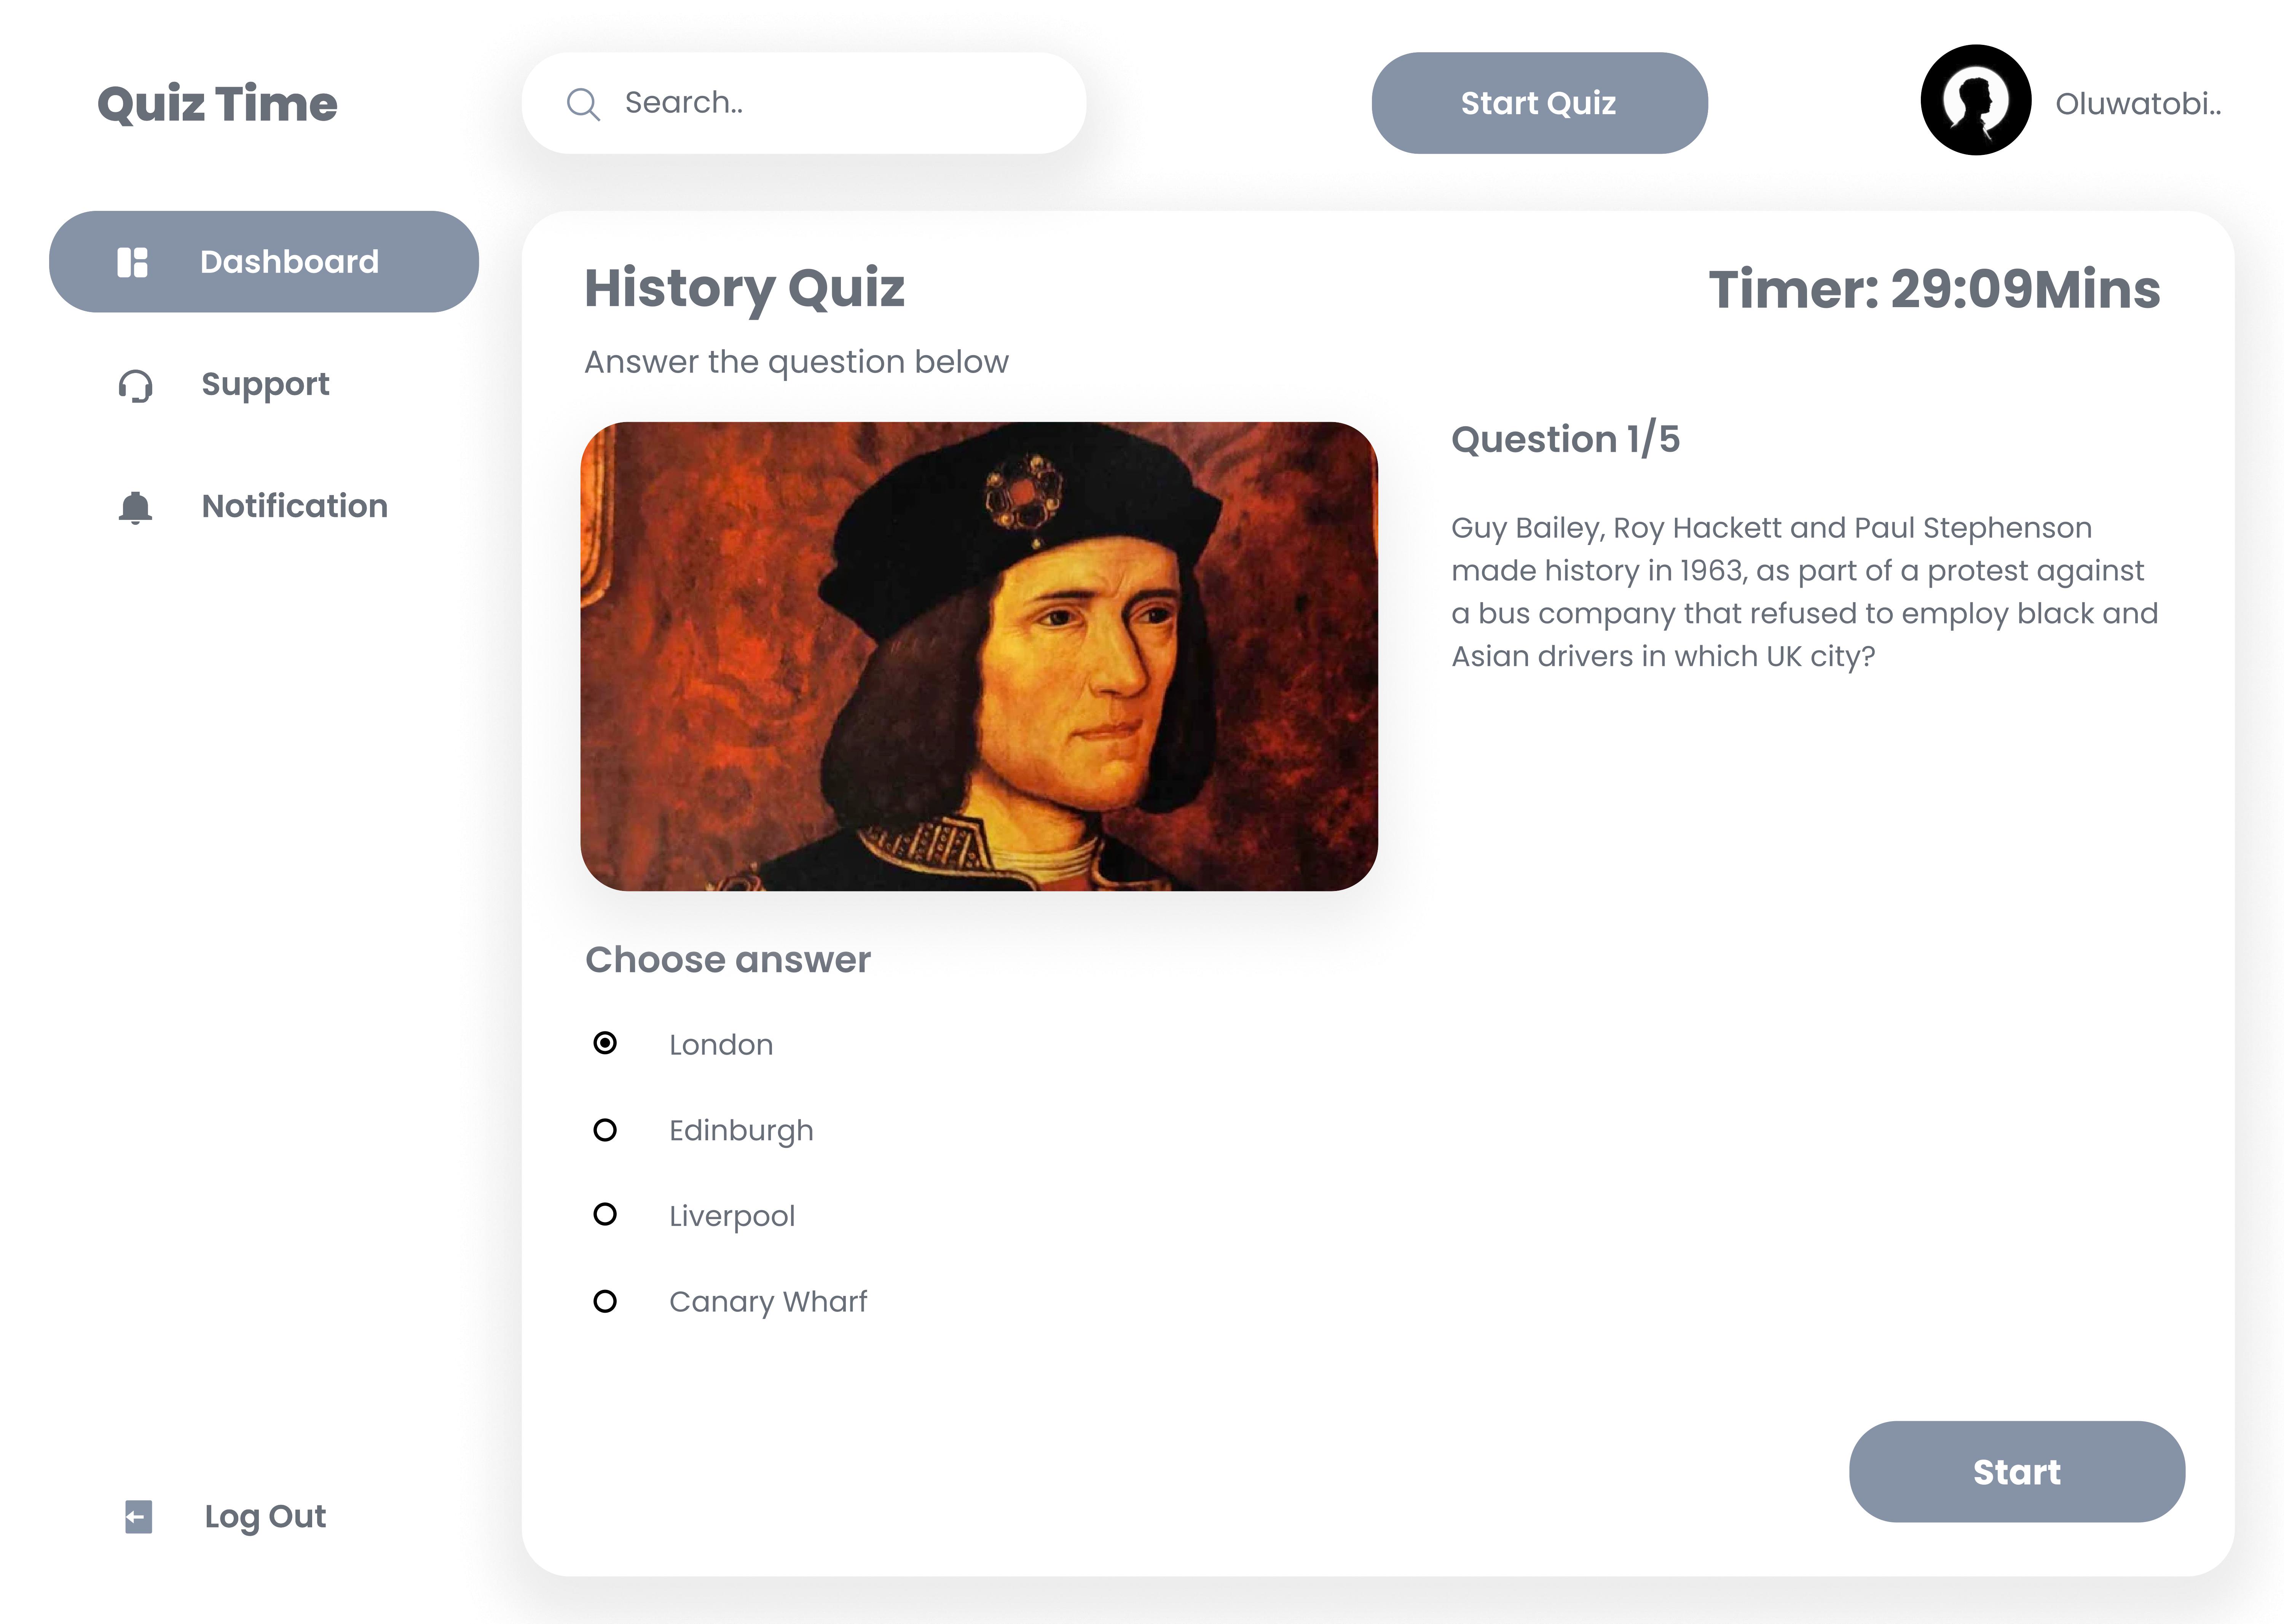 Quiz Time
Search..
Start Quiz
Oluwatobi..
Dashboard
Support
Notification
Log Out
History Quiz
Timer: 29:09Mins
Answer the question below
Question 1/5
Guy Bailey, Roy Hackett and Paul Stephenson
made history in 1963, as part of a protest against
a bus company that refused to employ black and
Asian drivers in which UK city?
Choose answer
London
Edinburgh
Liverpool
Canary Wharf
Start